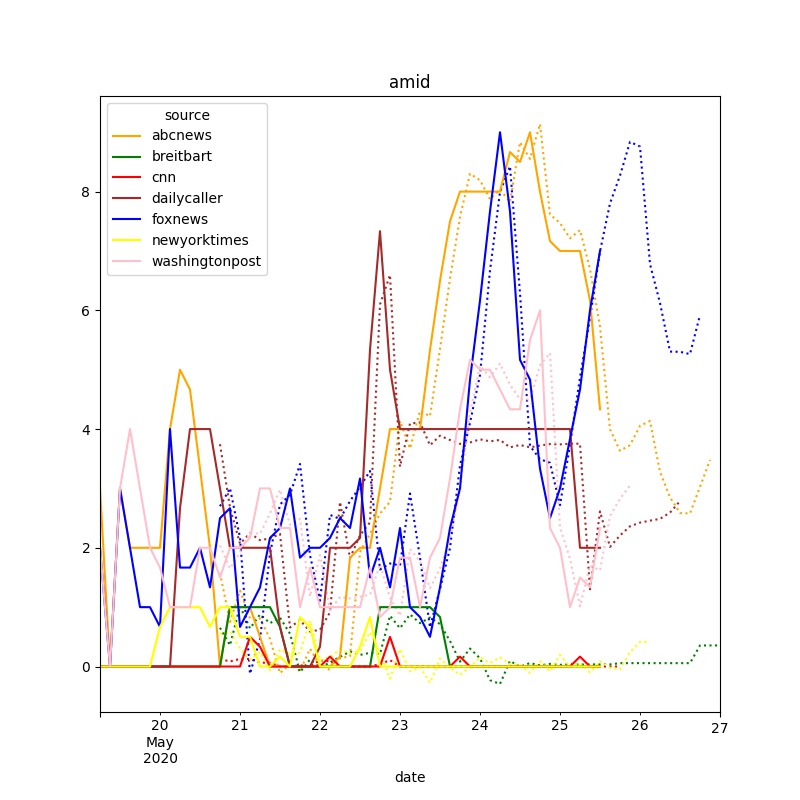 amid
source
abcnews
breitbart
cnn
dailycaller
foxnews
newyorktimes
washingtonpost
8
6
4
2
0
20 21 22 23 24 25 26 27
May
2020
date